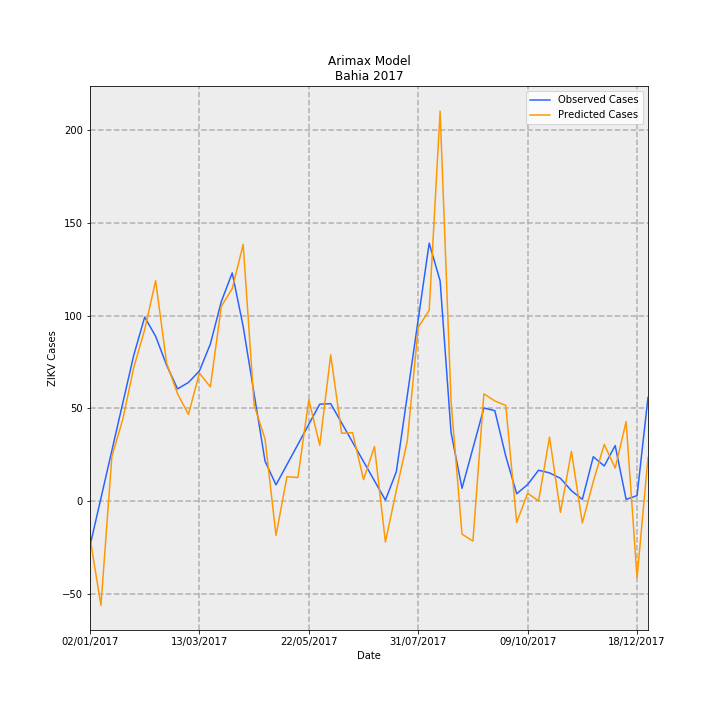 Arimax Model
Bahia 2017
Observed Cases
Predicted Cases
ZIKV Cases
200
150
100
50
0
−50
02/01/2017 13/03/2017 22/05/2017 31/07/2017 09/10/2017 18/12/2017
Date